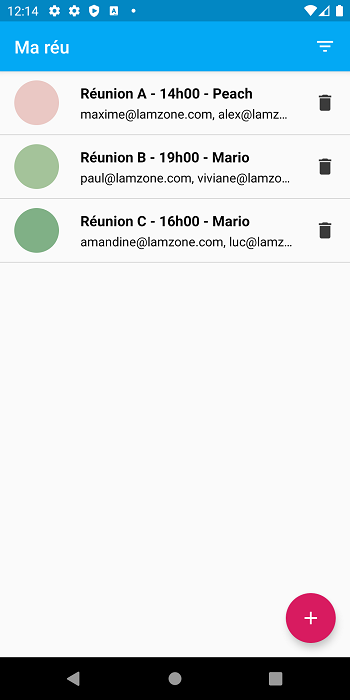 12:14
Ma réu
Réunion A - 14h00 - Peach
maxime@lamzone.com, alex@lamz…
Réunion B - 19h00 - Mario
paul@lamzone.com, viviane@lamzo…
Réunion C - 16h00 - Mario
amandine@lamzone.com, luc@lamz…